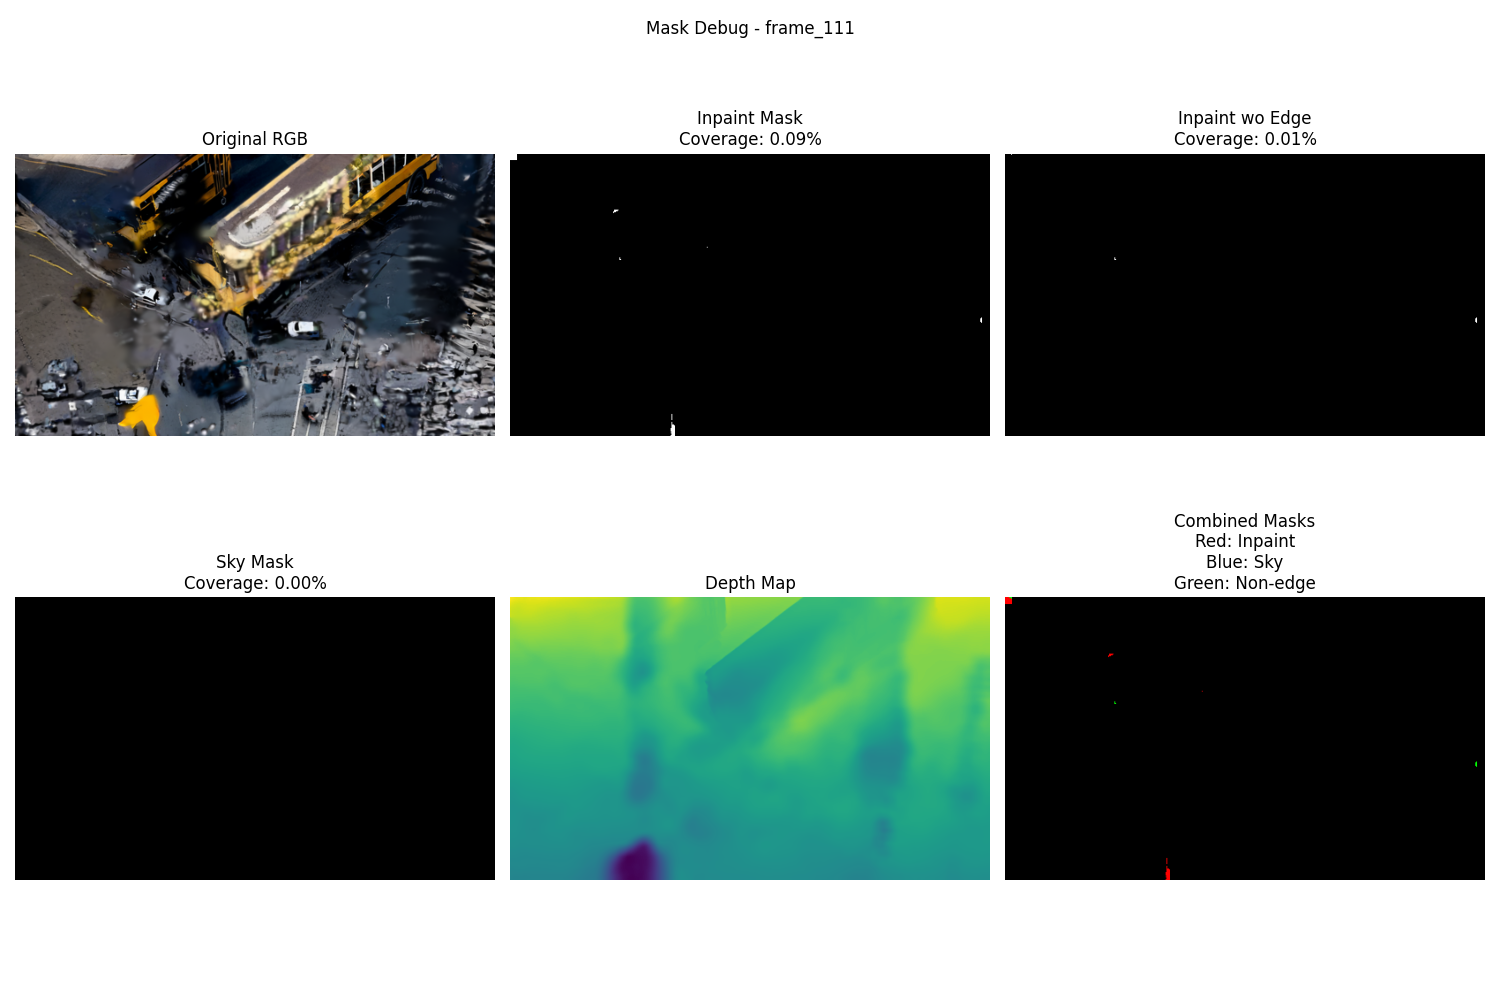 Mask Debug - frame_111
Original RGB
Inpaint Mask
Coverage: 0.09%
Inpaint wo Edge
Coverage: 0.01%
Sky Mask
Coverage: 0.00%
Depth Map
Combined Masks
Red: Inpaint
Blue: Sky
Green: Non-edge